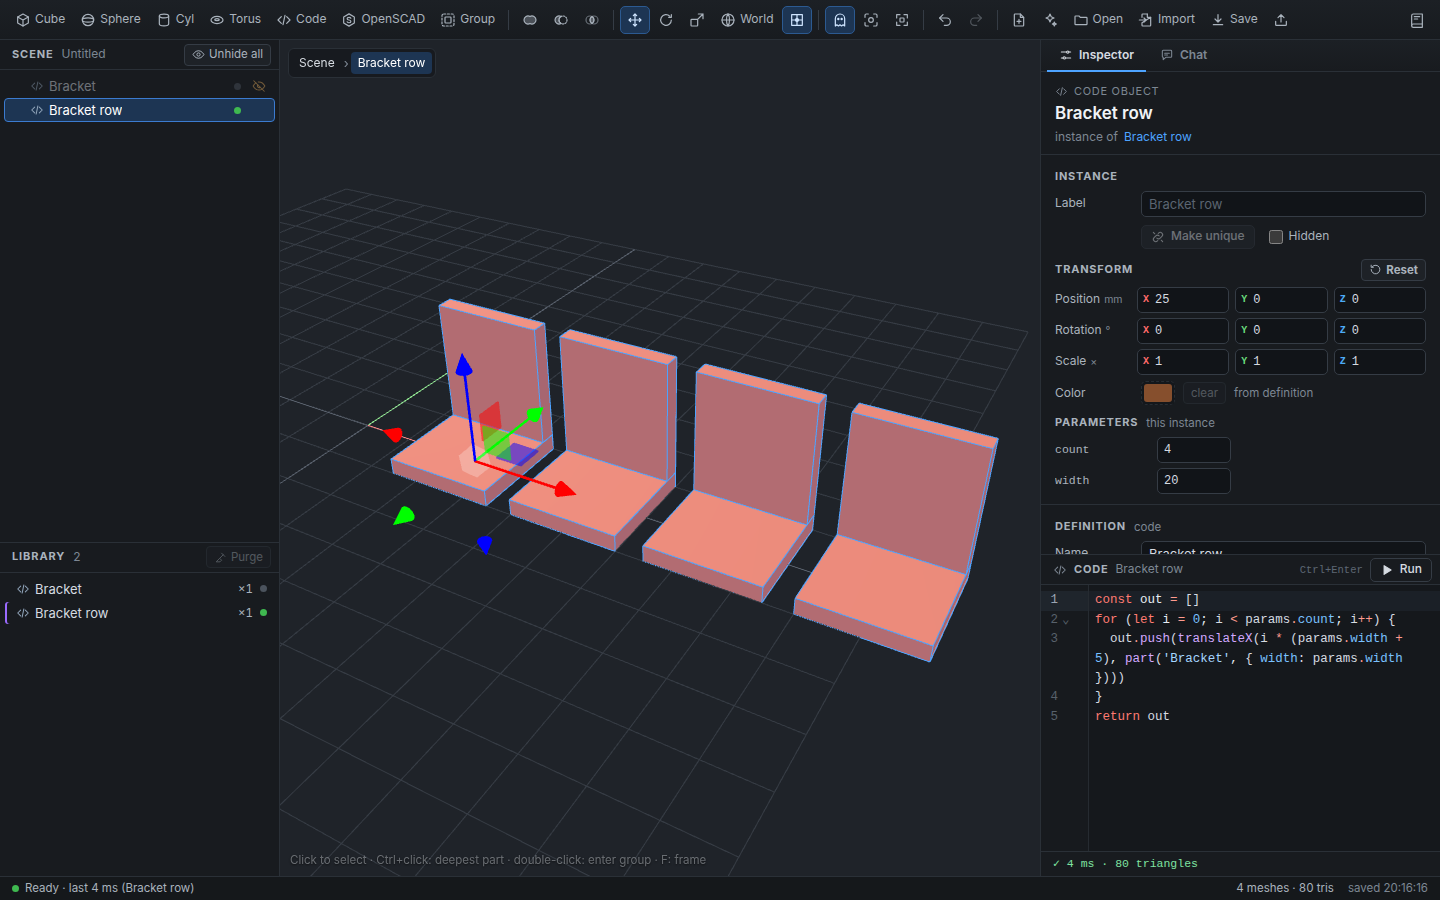 Cube Sphere Cyl Torus Code OpenSCAD Group World Open Import Save
SCENE Untitled Unhide all
Bracket
Bracket row
LIBRARY 2 Purge
Bracket ×1
Bracket row ×1
Scene › Bracket row
Click to select · Ctrl+click: deepest part · double-click: enter group · F: frame
Inspector Chat
CODE OBJECT
Bracket row
instance of Bracket row
INSTANCE
Label Bracket row
Make unique Hidden
TRANSFORM Reset
Position mm X 25 Y 0 Z 0
Rotation ° X 0 Y 0 Z 0
Scale × X 1 Y 1 Z 1
Color clear from definition
PARAMETERS this instance
count 4
width 20
DEFINITION code
Name Bracket row
CODE Bracket row Ctrl+Enter Run
1 const out = []
2 for (let i = 0; i < params.count; i++) {
3 out.push(translateX(i * (params.width +
5), part('Bracket', { width: params.width
})))
4 }
5 return out
✓ 4 ms · 80 triangles
Ready · last 4 ms (Bracket row) 4 meshes · 80 tris saved 20:16:16